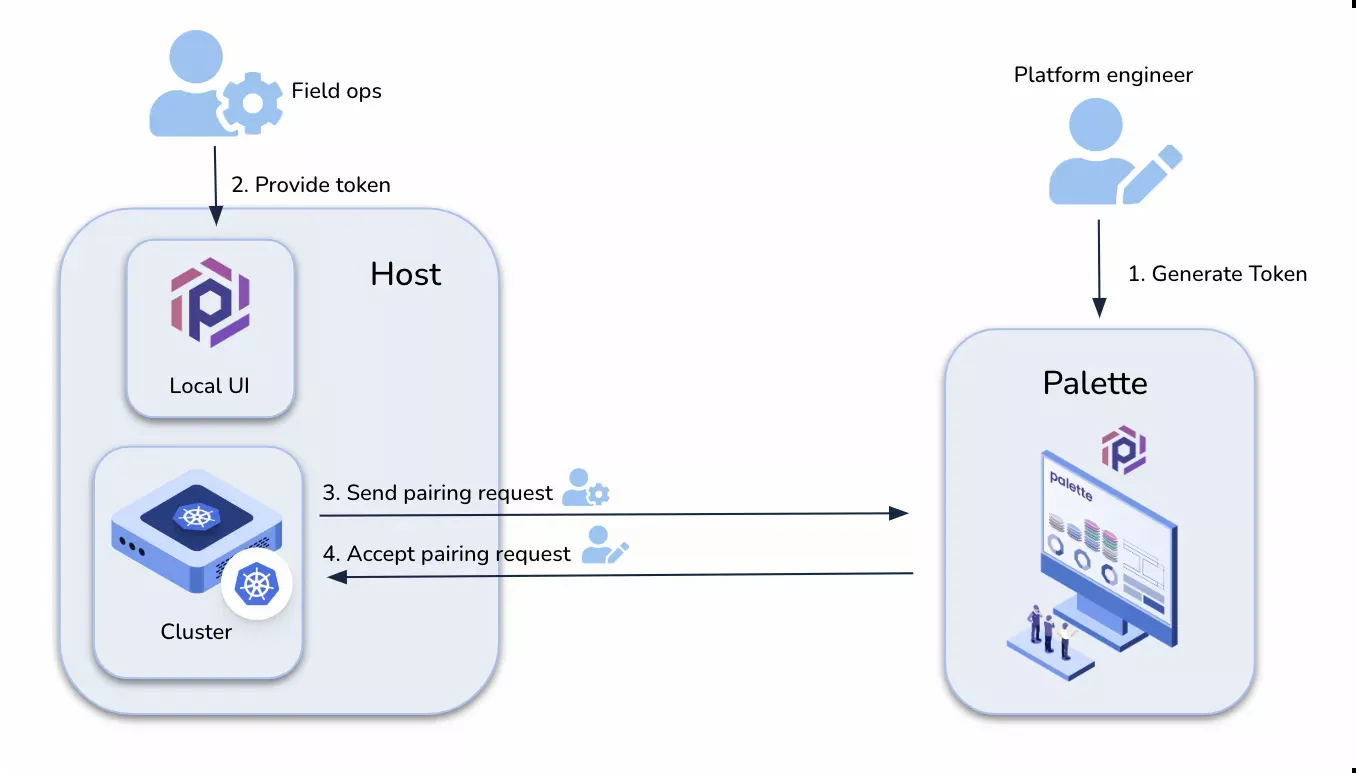 Field ops
Platform engineer
2. Provide token
1. Generate Token
Host
Local UI
Palette
palette
3. Send pairing request
4. Accept pairing request
Cluster